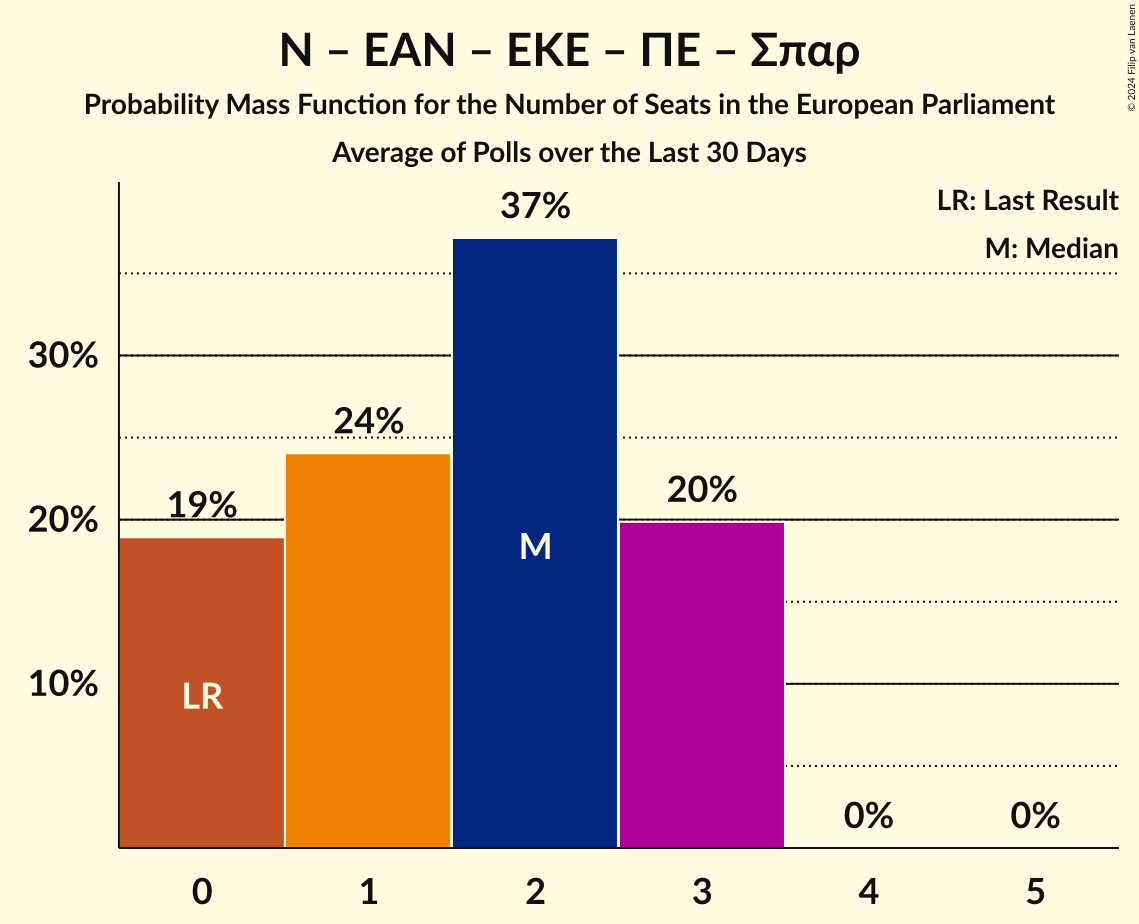 Ν – ΕΑΝ – ΕΚΕ – ΠΕ – Σπαρ
Probability Mass Function for the Number of Seats in the European Parliament
Average of Polls over the Last 30 Days
© 2024 Filip van Laenen
LR: Last Result
M: Median
37%
30%
24%
20%
19%
20%
M
10%
LR
0%
0%
0
1
2
3
4
5